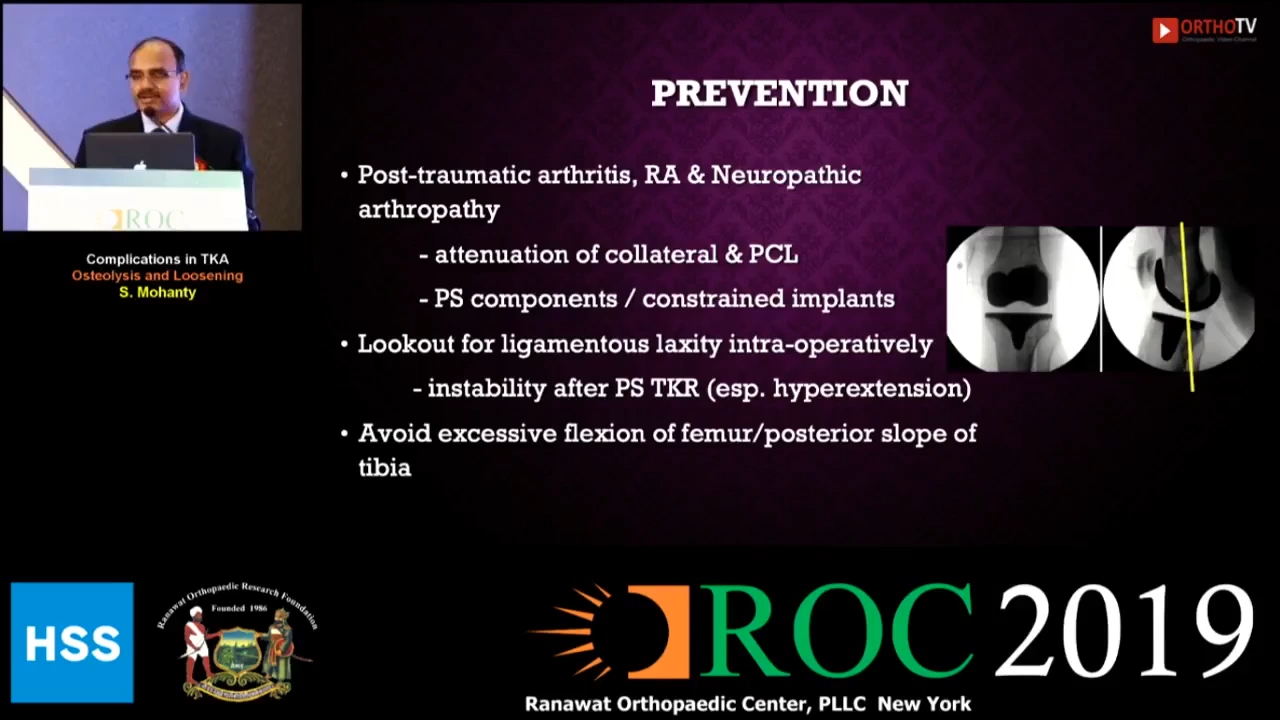 ORTHOTV
Orthopaedic Video Channel
PREVENTION
• Post-traumatic arthritis, RA & Neuropathic
arthropathy
- attenuation of collateral & PCL
- PS components / constrained implants
• Lookout for ligamentous laxity intra-operatively
- instability after PS TKR (esp. hyperextension)
• Avoid excessive flexion of femur/posterior slope of
tibia
ROC
Complications in TKA
Osteolysis and Loosening
S. Mohanty
HSS
Ranawat Orthopaedic Research Foundation
Founded 1986
ROC 2019
Ranawat Orthopaedic Center, PLLC New York